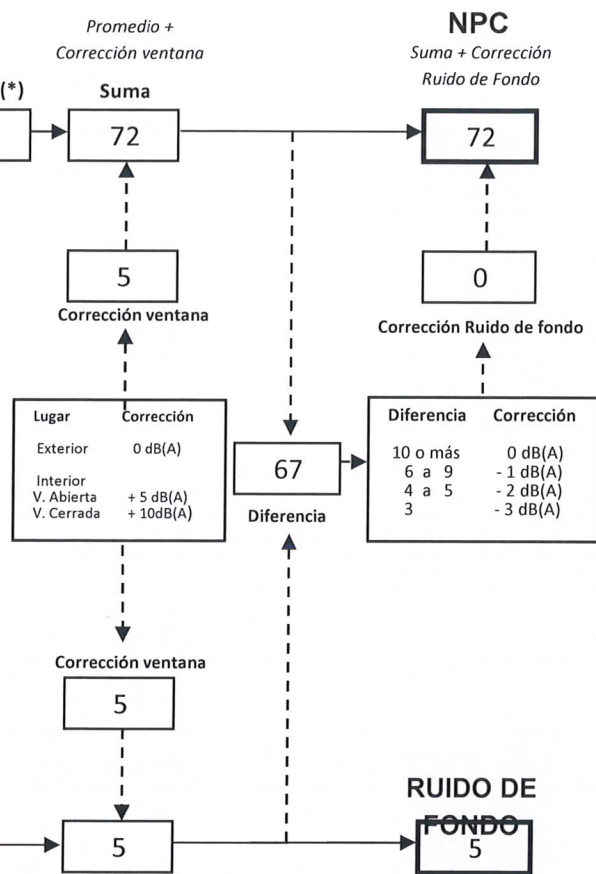 Promedio +
Corrección ventana
NPC
Suma + Corrección
Ruido de Fondo
(*)
Suma
72
72
5
0
Corrección ventana
Corrección Ruido de fondo
Lugar Corrección
Exterior 0 dB(A)
Interior
V. Abierta + 5 dB(A)
V. Cerrada + 10dB(A)
67
Diferencia
Diferencia Corrección
10 o más 0 dB(A)
6 a 9 - 1 dB(A)
4 a 5 - 2 dB(A)
3 - 3 dB(A)
Corrección ventana
5
5
RUIDO DE
FONDO
5